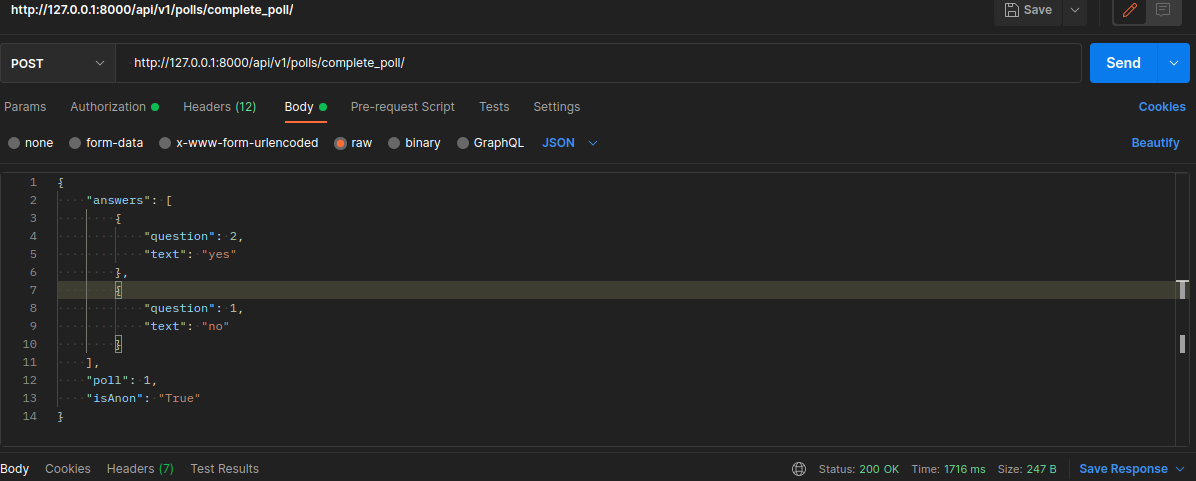 http://127.0.0.1:8000/api/v1/polls/complete_poll/ Save
POST http://127.0.0.1:8000/api/v1/polls/complete_poll/ Send
Params Authorization Headers (12) Body Pre-request Script Tests Settings Cookies
none form-data x-www-form-urlencoded raw binary GraphQL JSON Beautify
1 {
2 "answers": [
3 {
4 "question": 2,
5 "text": "yes"
6 },
7 {
8 "question": 1,
9 "text": "no"
10 }
11 ],
12 "poll": 1,
13 "isAnon": "True"
14 }
Body Cookies Headers (7) Test Results Status: 200 OK Time: 1716 ms Size: 247 B Save Response